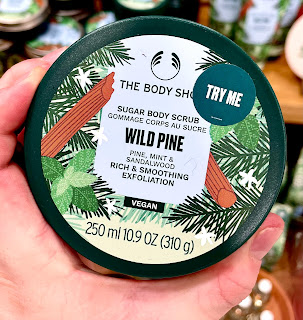 THE BODY SHO
TRY ME
SUGAR BODY SCRUB
GOMMAGE CORPS AU SUCRE
WILD PINE
PINE, MINT &
SANDALWOOD
RICH & SMOOTHING
EXFOLIATION
VEGAN
250 ml 10.9 OZ (310 g)